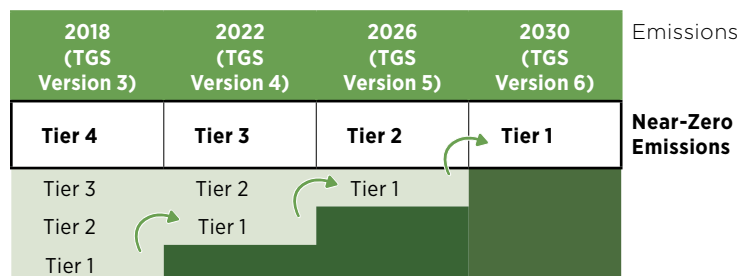 2018 2022 2026 2030 Emissions
(TGS (TGS (TGS (TGS
Version 3) Version 4) Version 5) Version 6)
Tier 4 Tier 3 Tier 2 Tier 1 Near-Zero
Emissions
Tier 3 Tier 2 Tier 1
Tier 2 Tier 1
Tier 1